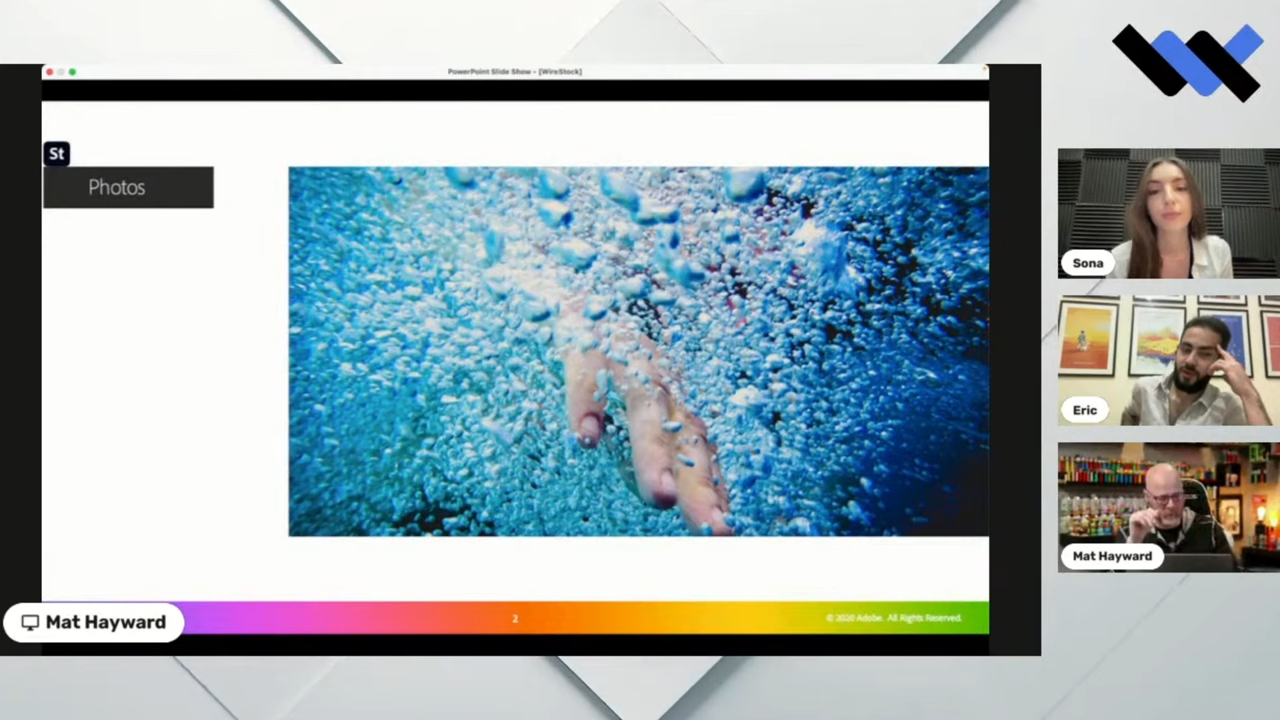 PowerPoint Slide Show - [WireStock]
St
Photos
Sona
Eric
Mat Hayward
Mat Hayward
2
© 2020 Adobe. All Rights Reserved.